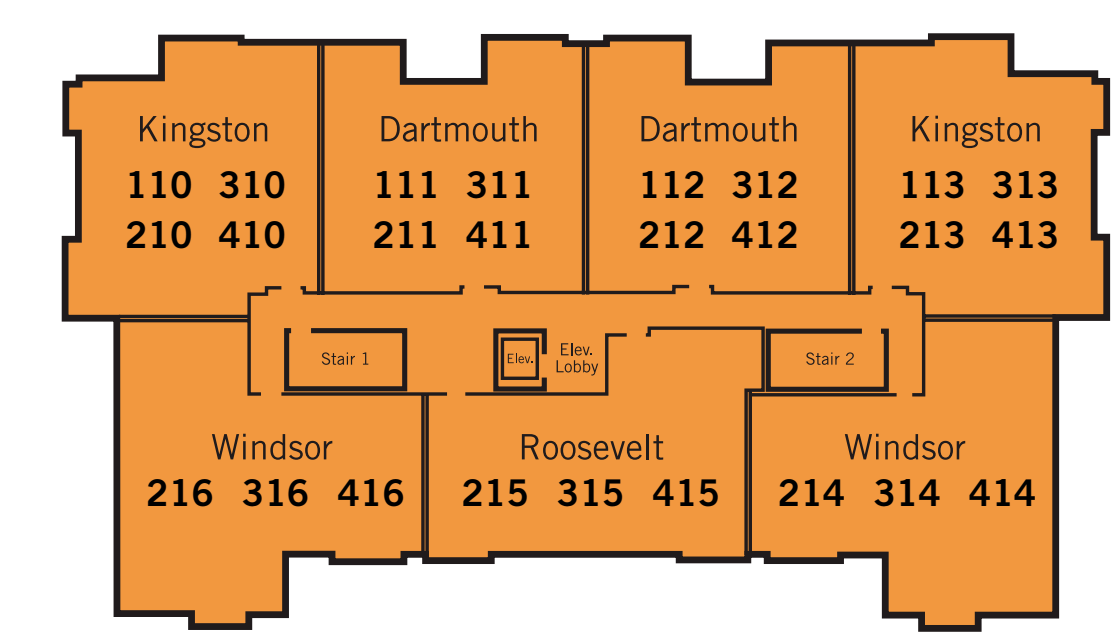 Kingston
110 310
210 410
Dartmouth
111 311
211 411
Dartmouth
112 312
212 412
Kingston
113 313
213 413
Stair 1
Elev.
Elev.
Lobby
Stair 2
Windsor
216 316 416
Roosevelt
215 315 415
Windsor
214 314 414